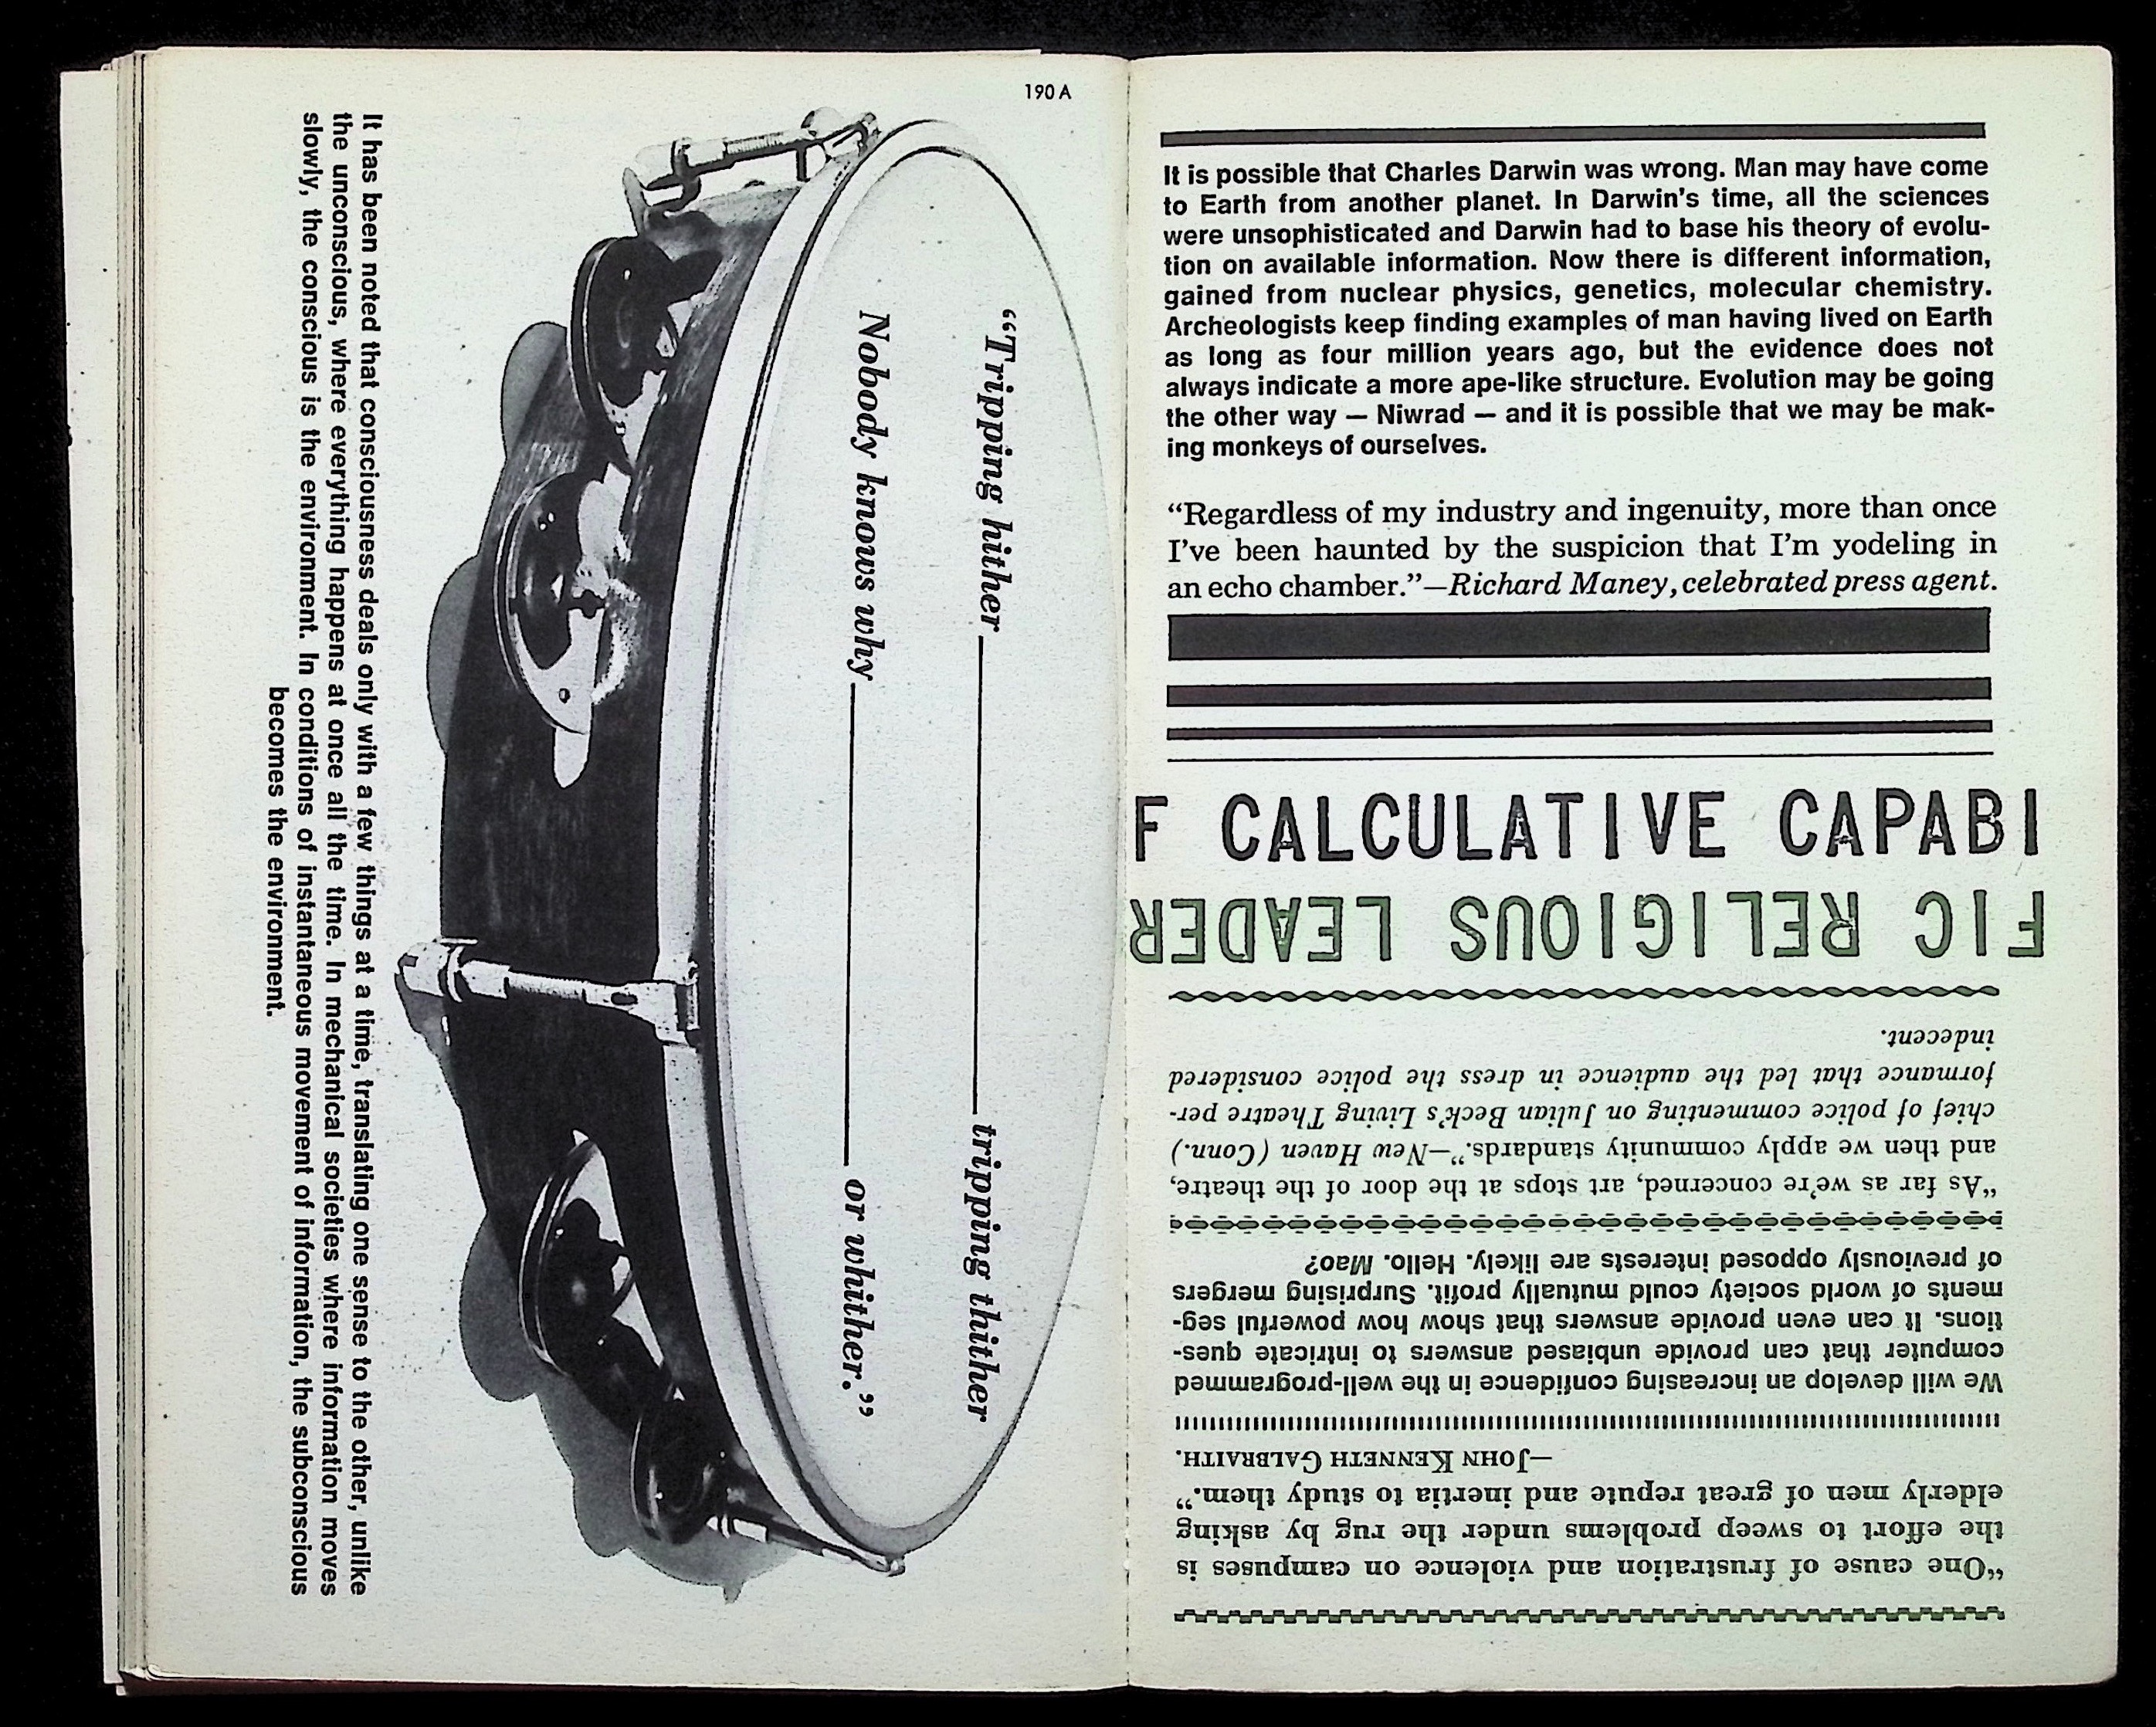 190 A
“Tripping hither — tripping thither
Nobody knows why — or whither.”
It has been noted that consciousness deals only with a few things at a time, translating one sense to the other, unlike
the unconscious, where everything happens at once all the time. In mechanical societies where information moves
slowly, the conscious is the environment. In conditions of instantaneous movement of information, the subconscious
becomes the environment.
It is possible that Charles Darwin was wrong. Man may have come
to Earth from another planet. In Darwin's time, all the sciences
were unsophisticated and Darwin had to base his theory of evolu-
tion on available information. Now there is different information,
gained from nuclear physics, genetics, molecular chemistry.
Archeologists keep finding examples of man having lived on Earth
as long as four million years ago, but the evidence does not
always indicate a more ape-like structure. Evolution may be going
the other way — Niwrad — and it is possible that we may be mak-
ing monkeys of ourselves.
“Regardless of my industry and ingenuity, more than once
I've been haunted by the suspicion that I'm yodeling in
an echo chamber.”—Richard Maney, celebrated press agent.
F CALCULATIVE CAPABI
FIC RELIGIOUS LEADER
“One cause of frustration and violence on campuses is
the effort to sweep problems under the rug by asking
elderly men of great repute and inertia to study them.”
—JOHN KENNETH GALBRAITH.
We will develop an increasing confidence in the well-programmed
computer that can provide unbiased answers to intricate ques-
tions. It can even provide answers that show how powerful seg-
ments of world society could mutually profit. Surprising mergers
of previously opposed interests are likely. Hello. Mao?
“As far as we're concerned, art stops at the door of the theatre,
and then we apply community standards.”—New Haven (Conn.)
chief of police commenting on Julian Beck's Living Theatre per-
formance that led the audience in dress the police considered
indecent.